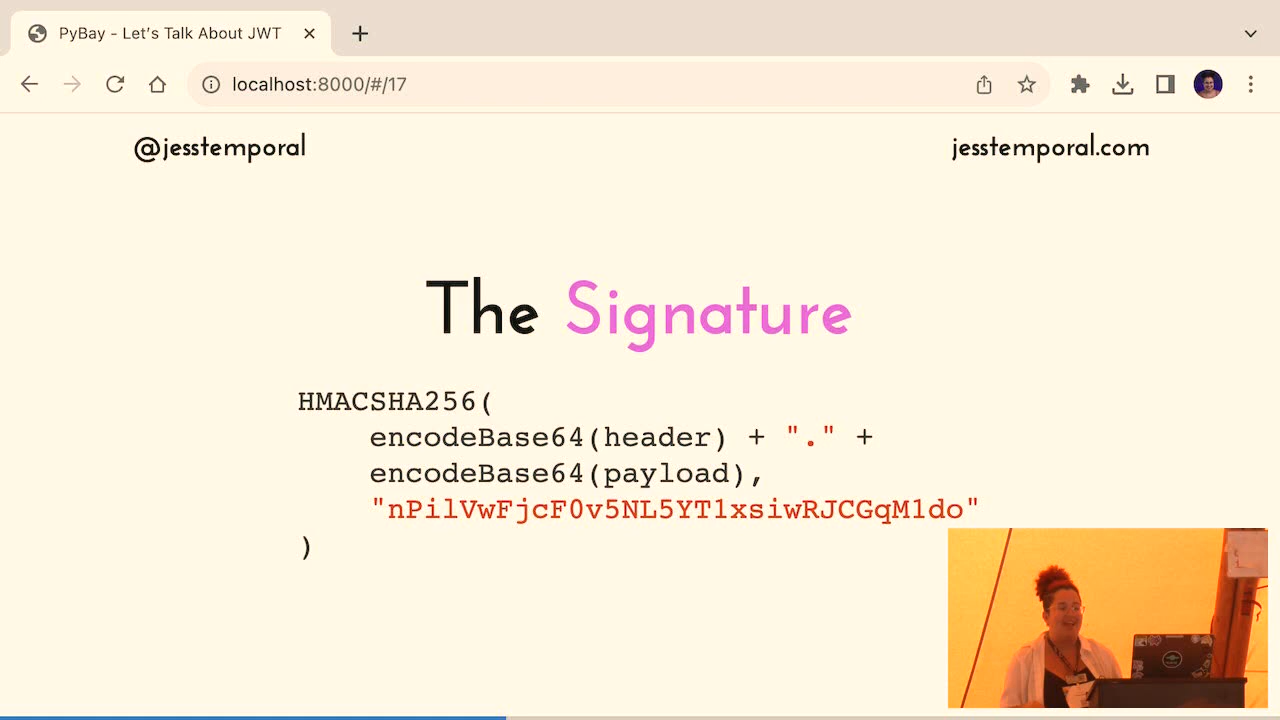 PyBay - Let's Talk About JWT
localhost:8000/#/17
@jesstemporal
jesstemporal.com
The Signature
HMACSHA256(
encodeBase64(header) + "." +
encodeBase64(payload),
"nPilVwFjcF0v5NL5YT1xsiwRJCGqM1do"
)